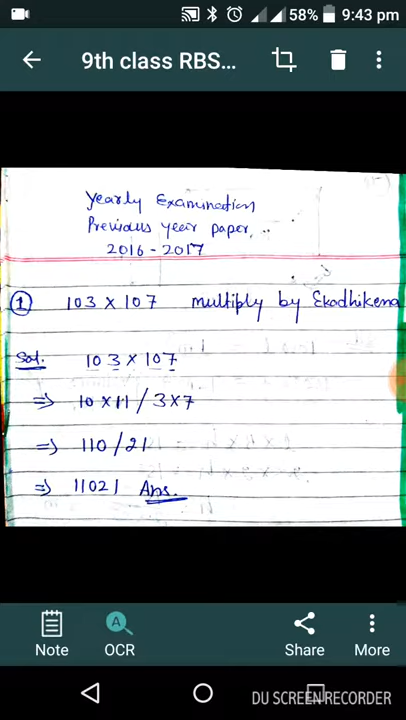 58% 9:43 pm
9th class RBS...
Yearly Examination
Previous year paper
2016 - 2017
① 103 × 107 multiply by Ekadhikena
Sol. 103 × 107
⇒ 10 × 11 / 3 × 7
⇒ 110 / 21
⇒ 11021 Ans.
Note OCR Share More
DU SCREEN RECORDER